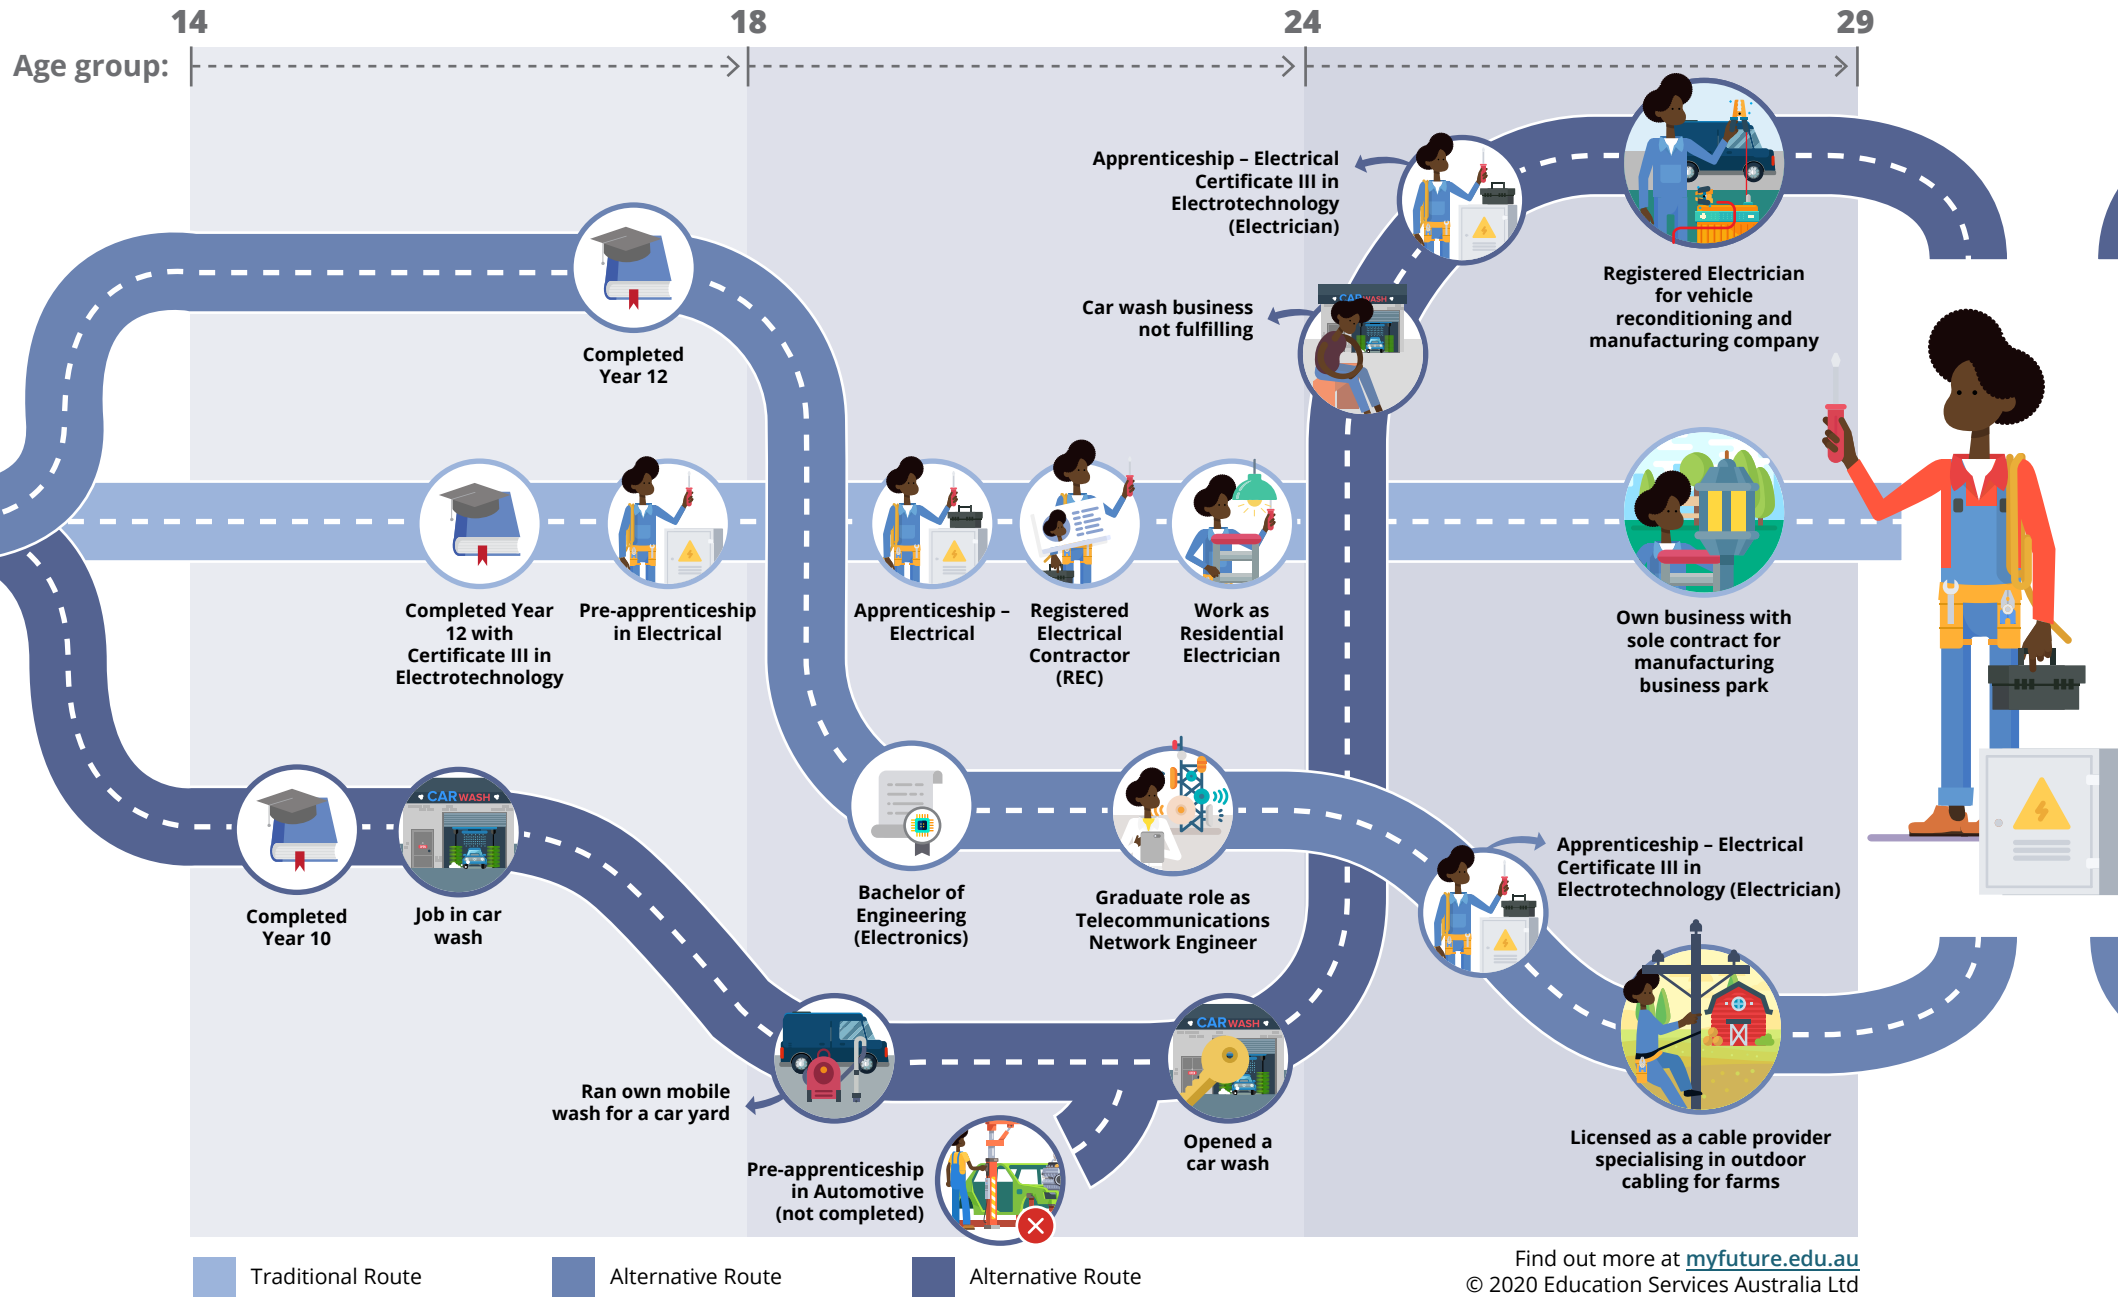 14
18
24
29
Age group:
Apprenticeship – Electrical
Certificate III in
Electrotechnology
(Electrician)
Car wash business
not fulfilling
CAR WASH
Registered Electrician
for vehicle
reconditioning and
manufacturing company
Completed
Year 12
Completed Year
12 with
Certificate III in
Electrotechnology
Pre-apprenticeship
in Electrical
Apprenticeship –
Electrical
Registered
Electrical
Contractor
(REC)
Work as
Residential
Electrician
Own business with
sole contract for
manufacturing
business park
Completed
Year 10
CAR WASH
Job in car
wash
Bachelor of
Engineering
(Electronics)
Graduate role as
Telecommunications
Network Engineer
Apprenticeship – Electrical
Certificate III in
Electrotechnology (Electrician)
Ran own mobile
wash for a car yard
Pre-apprenticeship
in Automotive
(not completed)
CAR WASH
Opened a
car wash
Licensed as a cable provider
specialising in outdoor
cabling for farms
Traditional Route
Alternative Route
Alternative Route
Find out more at myfuture.edu.au
© 2020 Education Services Australia Ltd